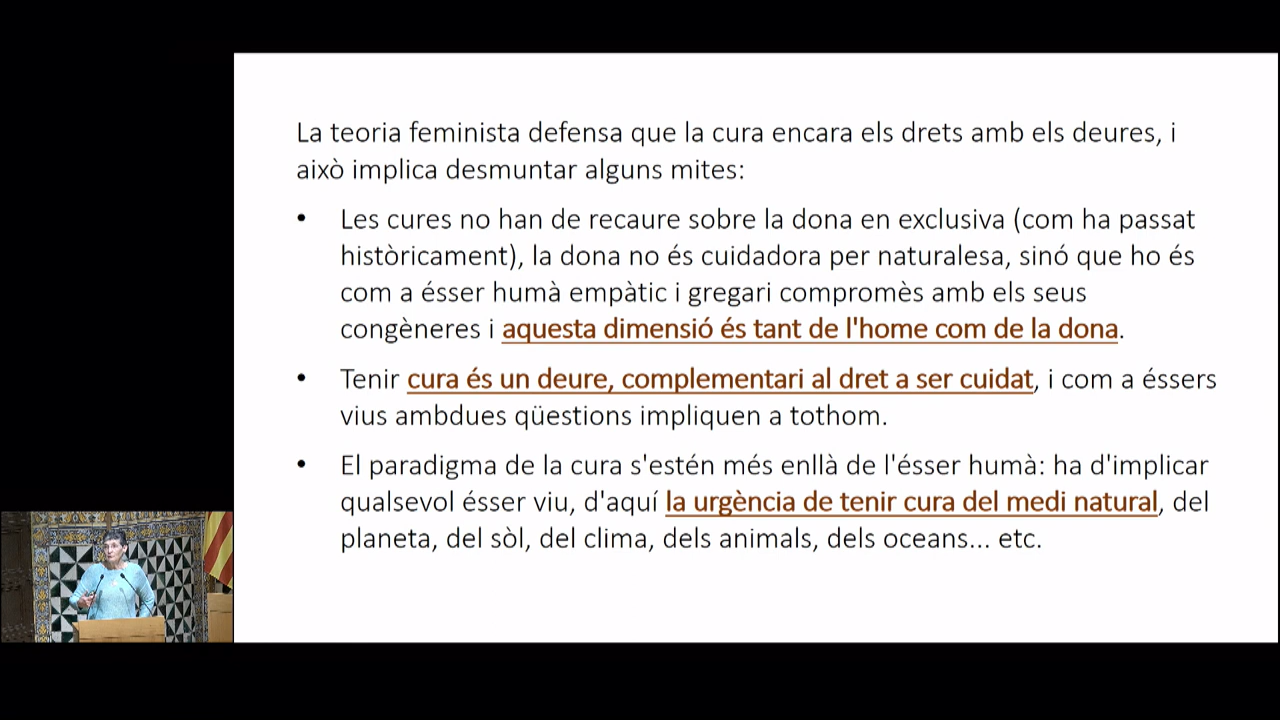 La teoria feminista defensa que la cura encara els drets amb els deures, i
això implica desmuntar alguns mites:
• Les cures no han de recaure sobre la dona en exclusiva (com ha passat
històricament), la dona no és cuidadora per naturalesa, sinó que ho és
com a ésser humà empàtic i gregari compromès amb els seus
congèneres i aquesta dimensió és tant de l'home com de la dona.
• Tenir cura és un deure, complementari al dret a ser cuidat, i com a éssers
vius ambdues qüestions impliquen a tothom.
• El paradigma de la cura s'estén més enllà de l'ésser humà: ha d'implicar
qualsevol ésser viu, d'aquí la urgència de tenir cura del medi natural, del
planeta, del sòl, del clima, dels animals, dels oceans... etc.